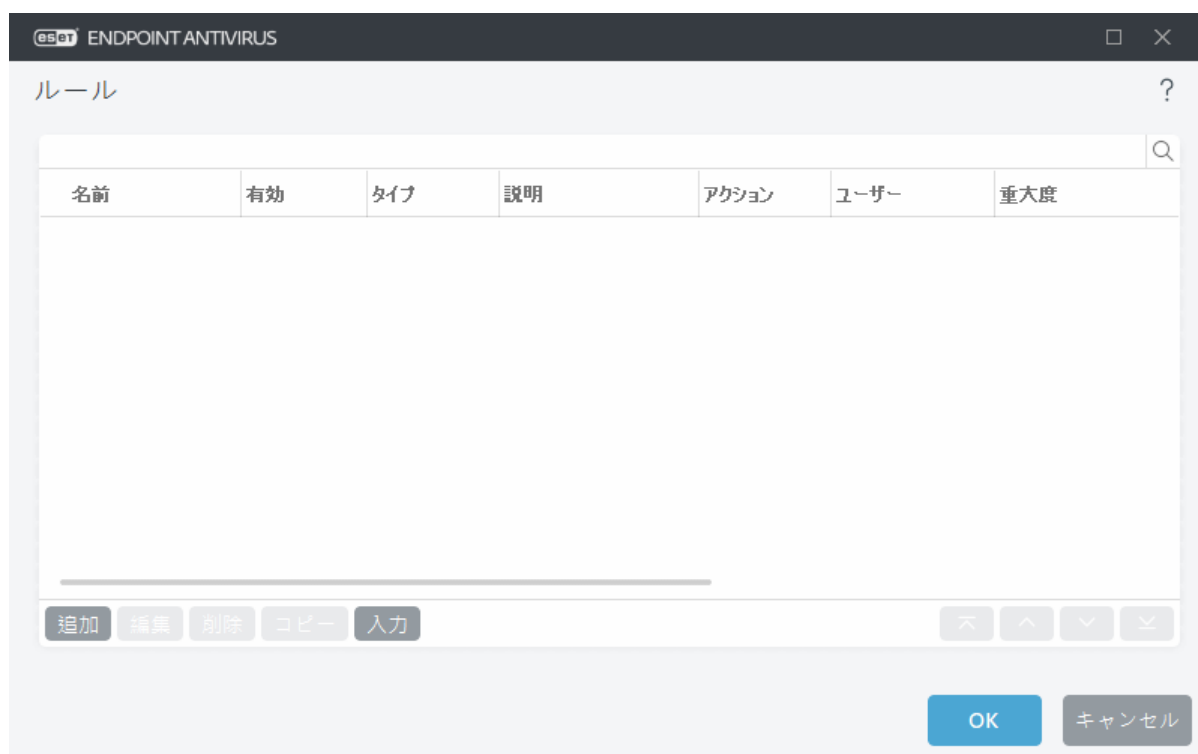 eset ENDPOINT ANTIVIRUS
ルール
?
名前 有効 タイプ 説明 アクション ユーザー 重大度
追加 編集 削除 コピー 入力
OK キャンセル